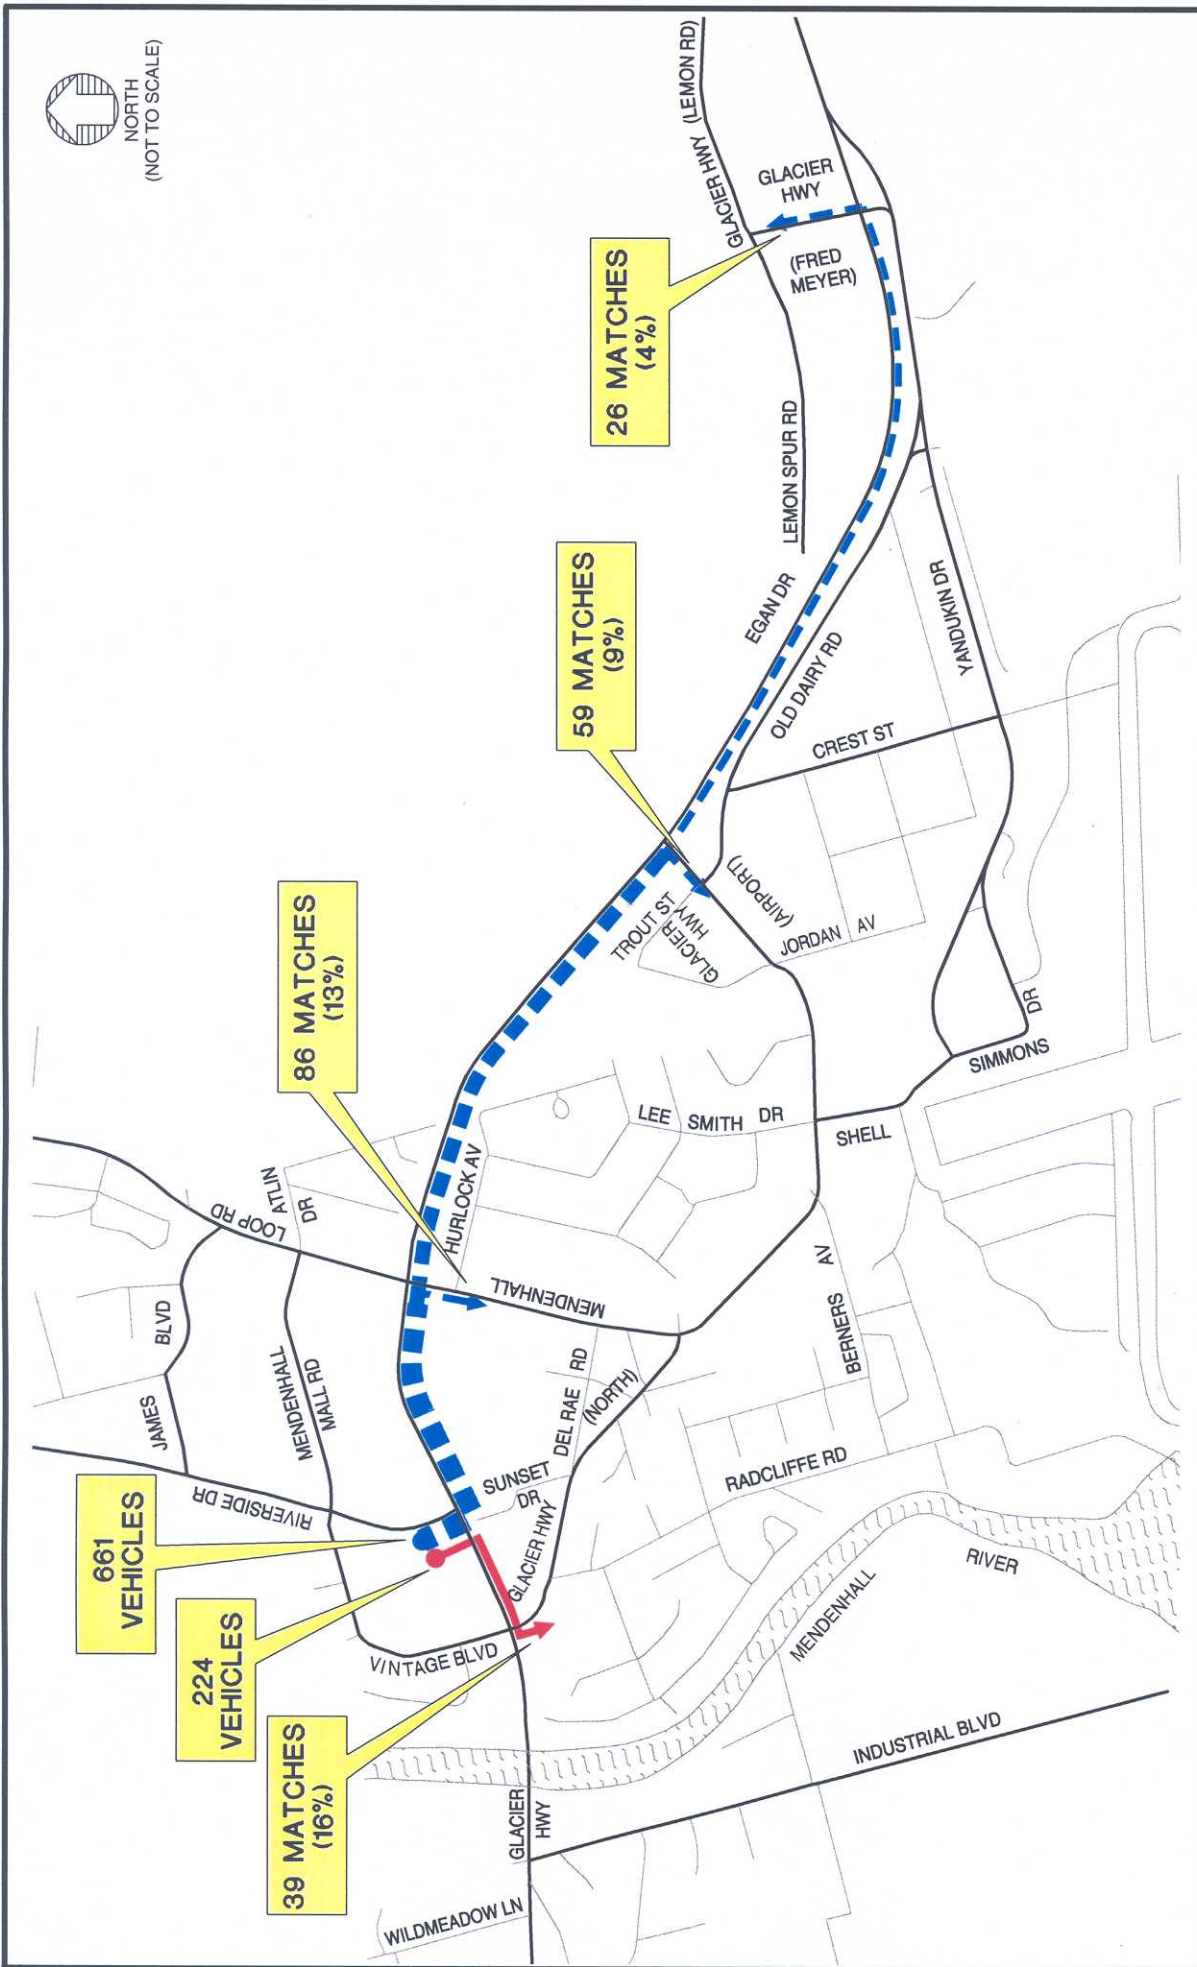 NORTH
(NOT TO SCALE)
661
VEHICLES
224
VEHICLES
39 MATCHES
(16%)
86 MATCHES
(13%)
59 MATCHES
(9%)
26 MATCHES
(4%)
WILDMEADOW LN
GLACIER
HWY
INDUSTRIAL BLVD
VINTAGE BLVD
RIVERSIDE DR
JAMES
BLVD
MENDENHALL
MALL RD
LOOP RD
ATLIN
DR
HURLOCK AV
MENDENHALL
SUNSET
DR
GLACIER HWY
DEL RAE
RD
(NORTH)
RADCLIFFE RD
MENDENHALL
RIVER
BERNERS
AV
LEE
SMITH
DR
SHELL
SIMMONS
DR
TROUT ST
GLACIER
HWY
(AIRPORT)
JORDAN
AV
CREST ST
YANDUKIN DR
OLD DAIRY RD
EGAN DR
LEMON SPUR RD
GLACIER HWY
(LEMON RD)
GLACIER
HWY
(FRED
MEYER)